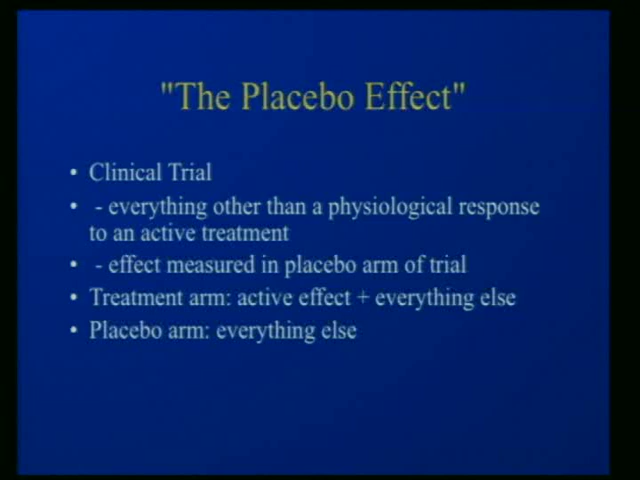 "The Placebo Effect"
• Clinical Trial
• - everything other than a physiological response
to an active treatment
• - effect measured in placebo arm of trial
• Treatment arm: active effect + everything else
• Placebo arm: everything else